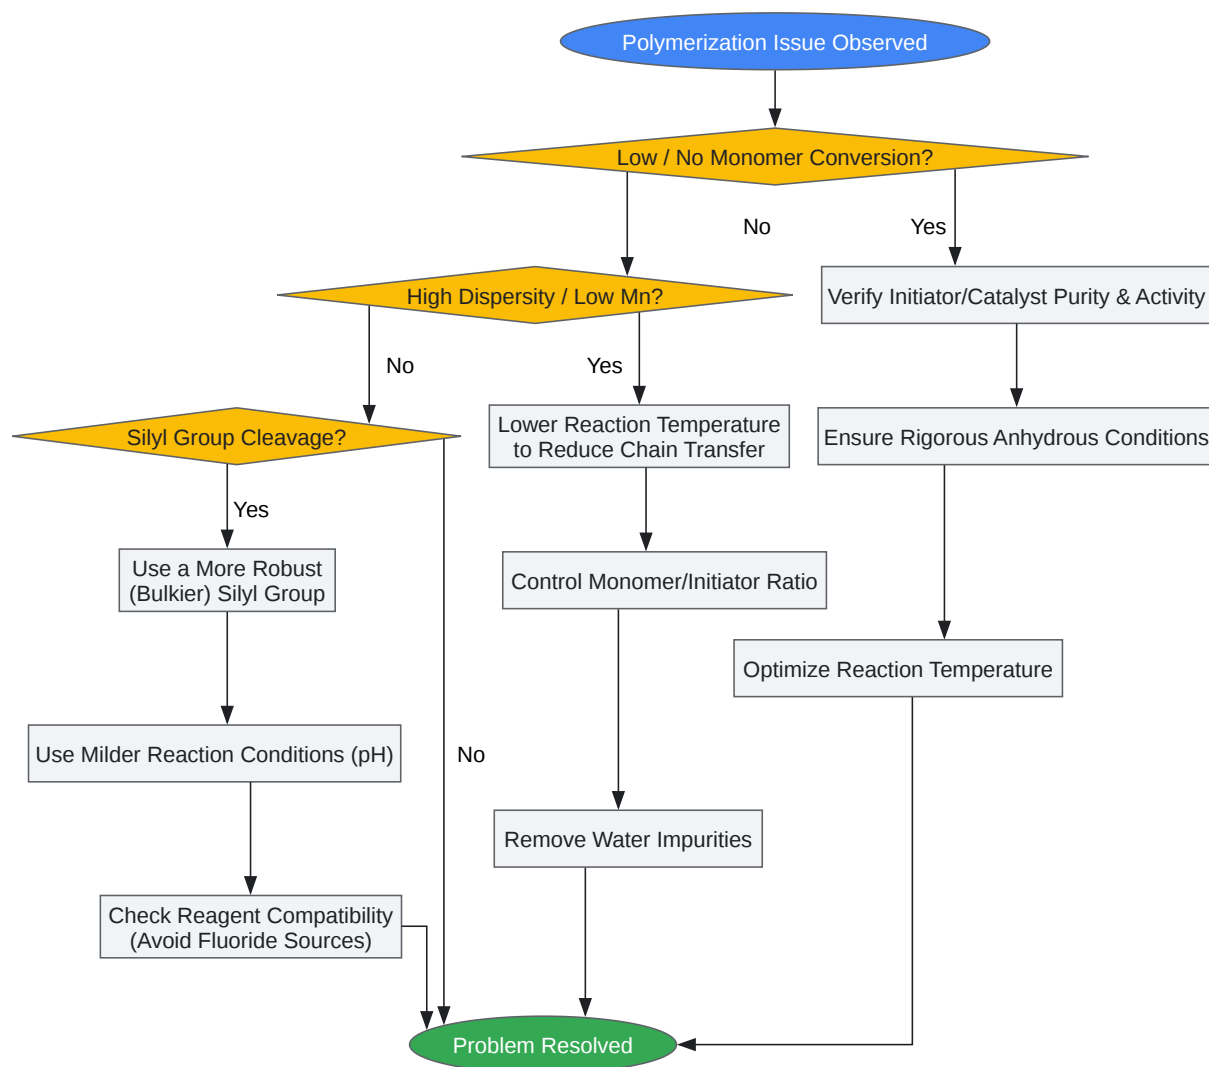 Polymerization Issue Observed
Low / No Monomer Conversion?
No
Yes
High Dispersity / Low Mn?
Verify Initiator/Catalyst Purity & Activity
No
Yes
Silyl Group Cleavage?
Lower Reaction Temperature
to Reduce Chain Transfer
Ensure Rigorous Anhydrous Conditions
Yes
Use a More Robust
(Bulkier) Silyl Group
Control Monomer/Initiator Ratio
Optimize Reaction Temperature
Use Milder Reaction Conditions (pH)
No
Remove Water Impurities
Check Reagent Compatibility
(Avoid Fluoride Sources)
Problem Resolved